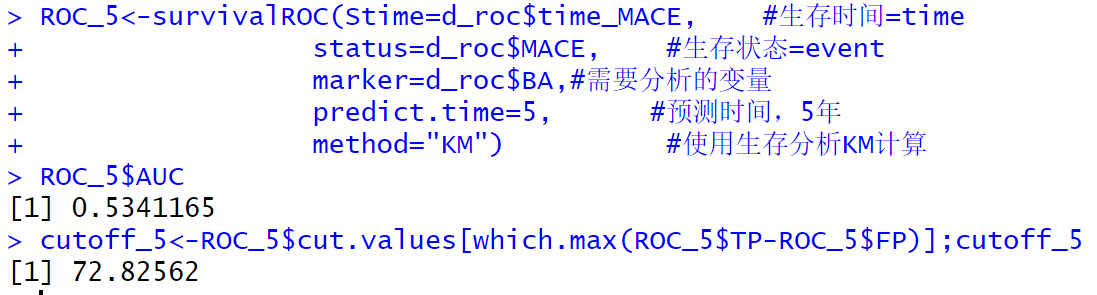 > ROC_5<-survivalROC(Stime=d_roc$time_MACE,    #生存时间=time
+                  status=d_roc$MACE,    #生存状态=event
+                  marker=d_roc$BA,#需要分析的变量
+                  predict.time=5,      #预测时间，5年
+                  method="KM")         #使用生存分析KM计算
> ROC_5$AUC
[1] 0.5341165
> cutoff_5<-ROC_5$cut.values[which.max(ROC_5$TP-ROC_5$FP)];cutoff_5
[1] 72.82562